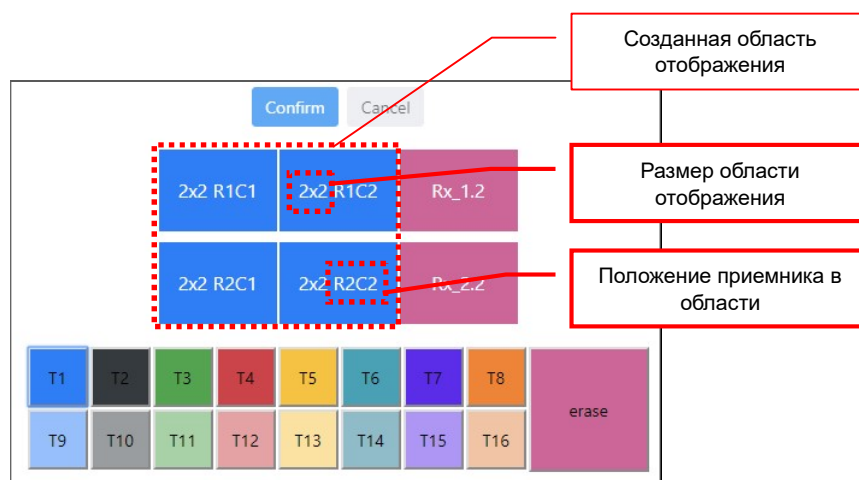 Созданная область
отображения
Confirm Cancel
2x2 R1C1 2x2 R1C2 Rx_1.2
Размер области
отображения
2x2 R2C1 2x2 R2C2 Rx_2.2
Положение приемника в
области
T1 T2 T3 T4 T5 T6 T7 T8
erase
T9 T10 T11 T12 T13 T14 T15 T16